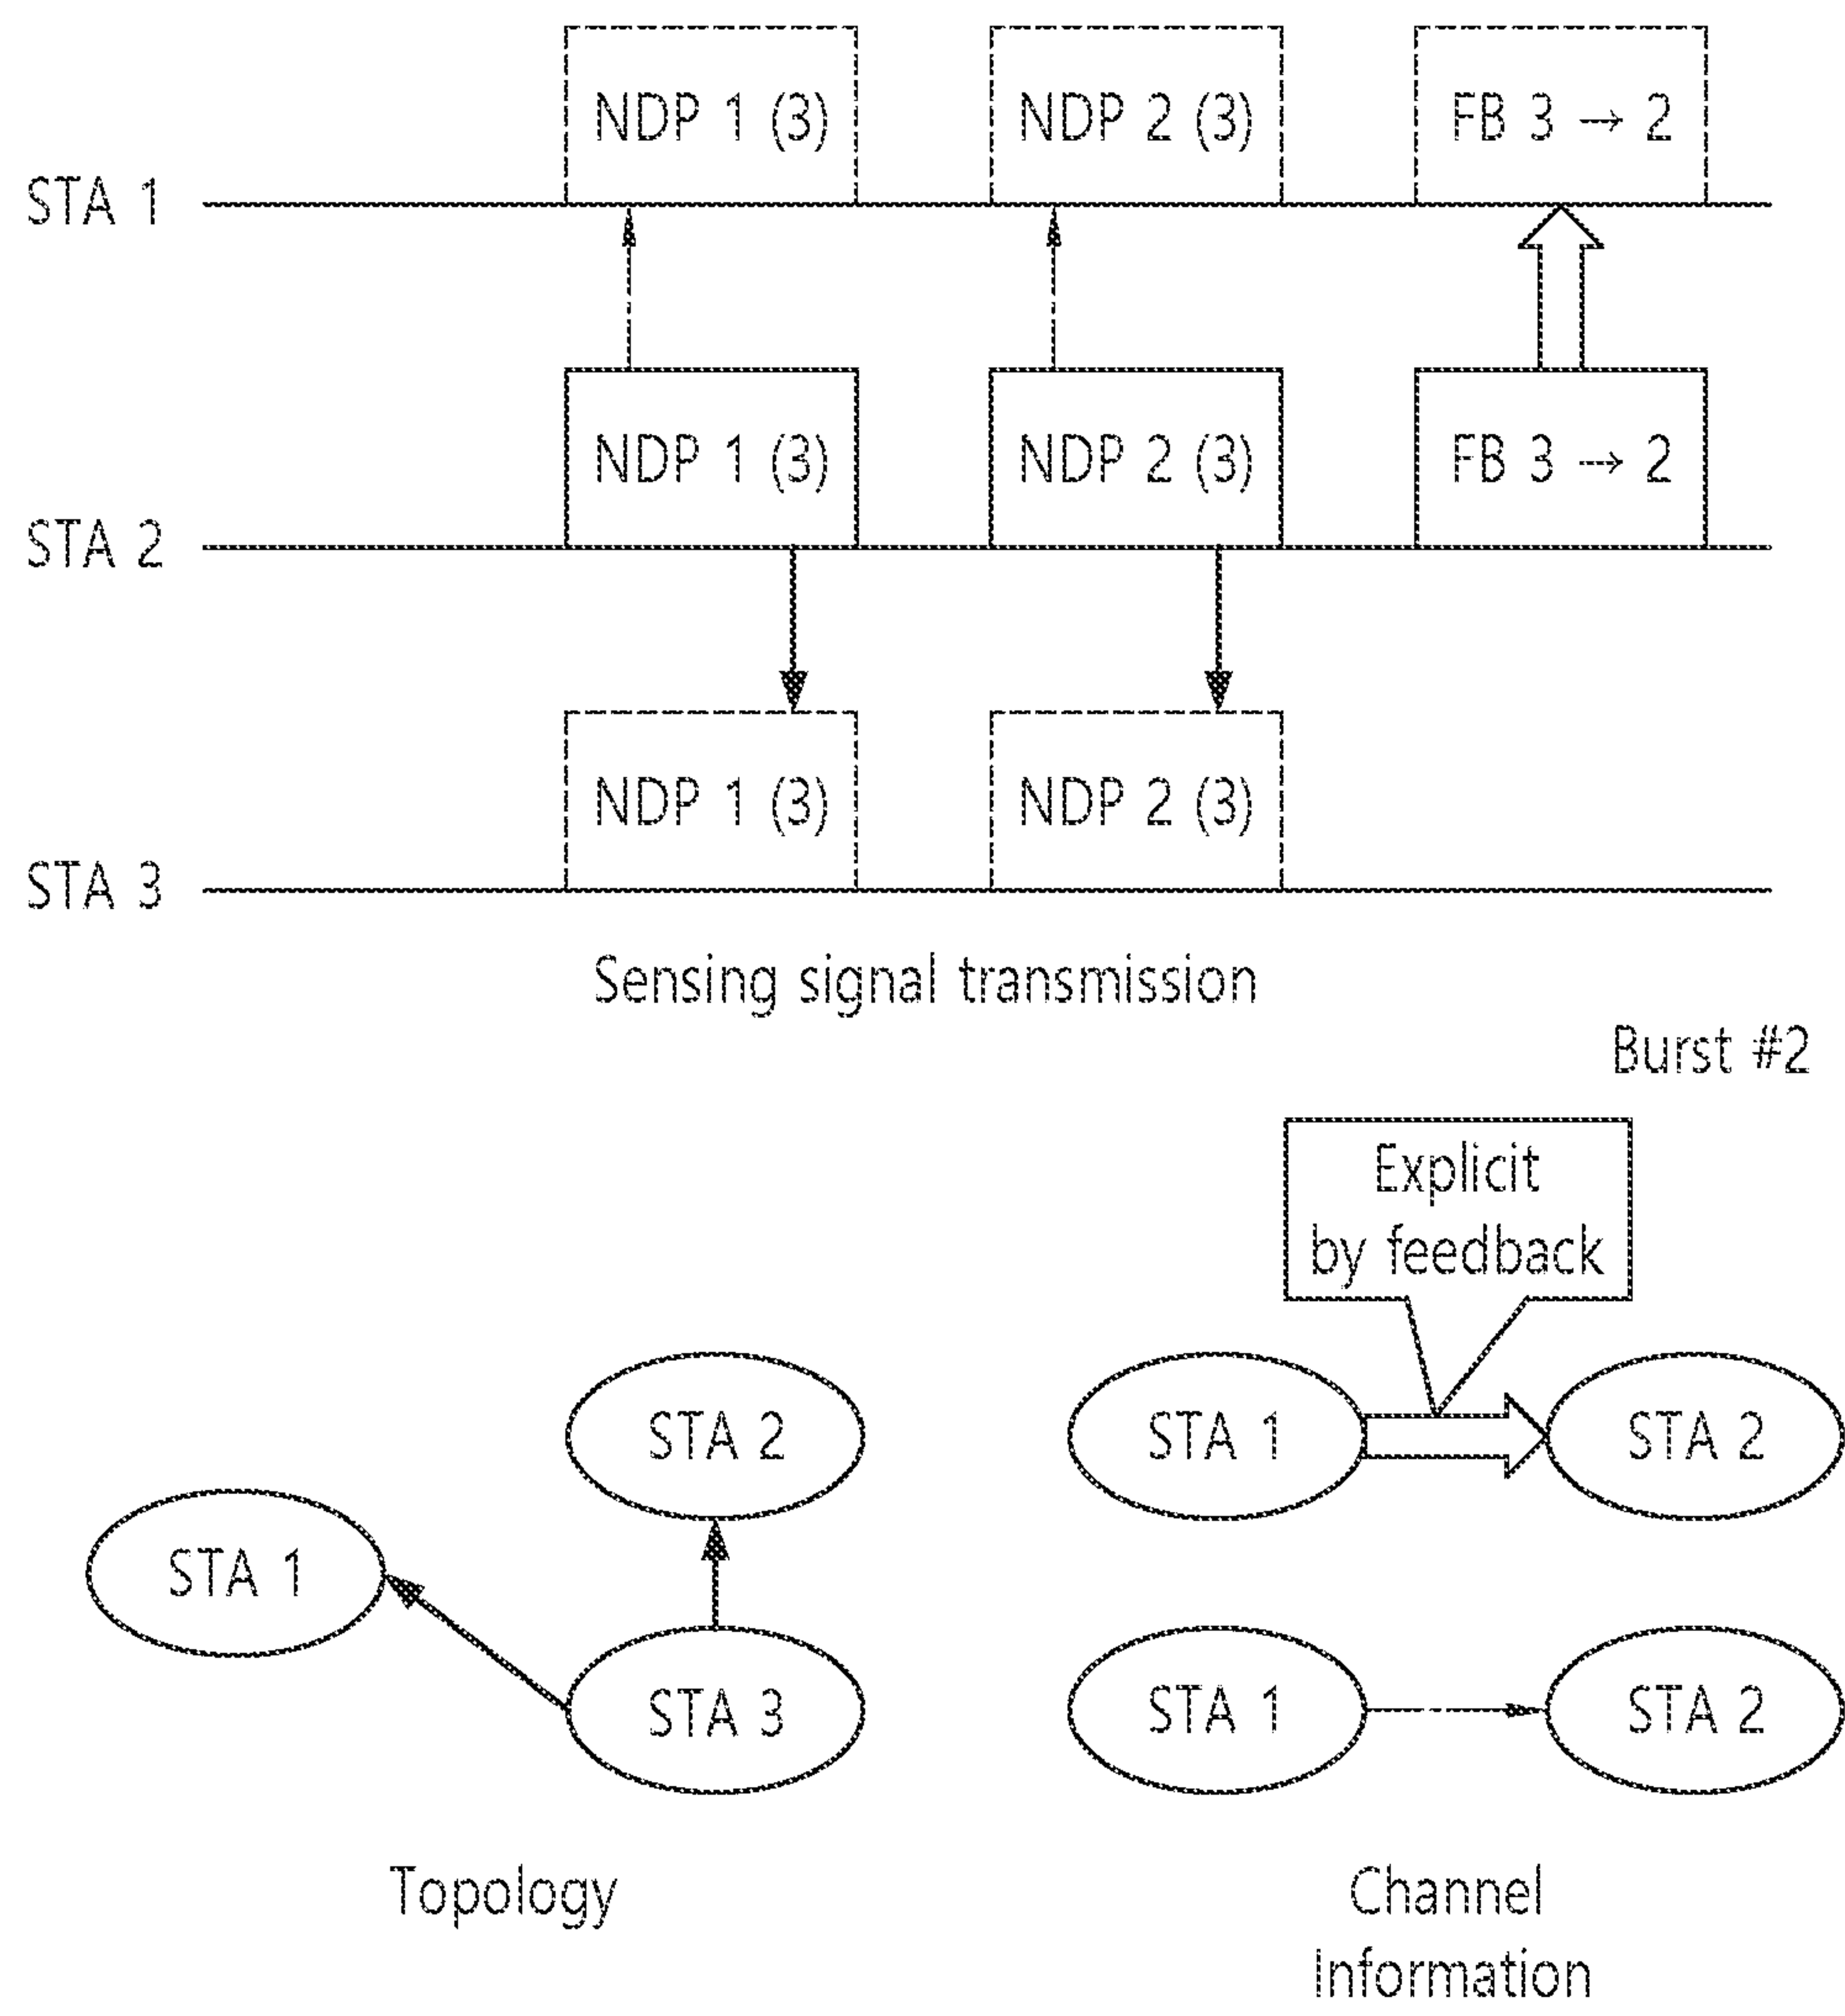 NDP 1 (3) NDP 2 (3) FB 3 → 2
STA 1
NDP 1 (3) NDP 2 (3) FB 3 → 2
STA 2
NDP 1 (3) NDP 2 (3)
STA 3
Sensing signal transmission
Burst #2
Explicit
by feedback
STA 2
STA 1
STA 3
Topology
STA 1 STA 2
STA 1 STA 2
Channel
Information